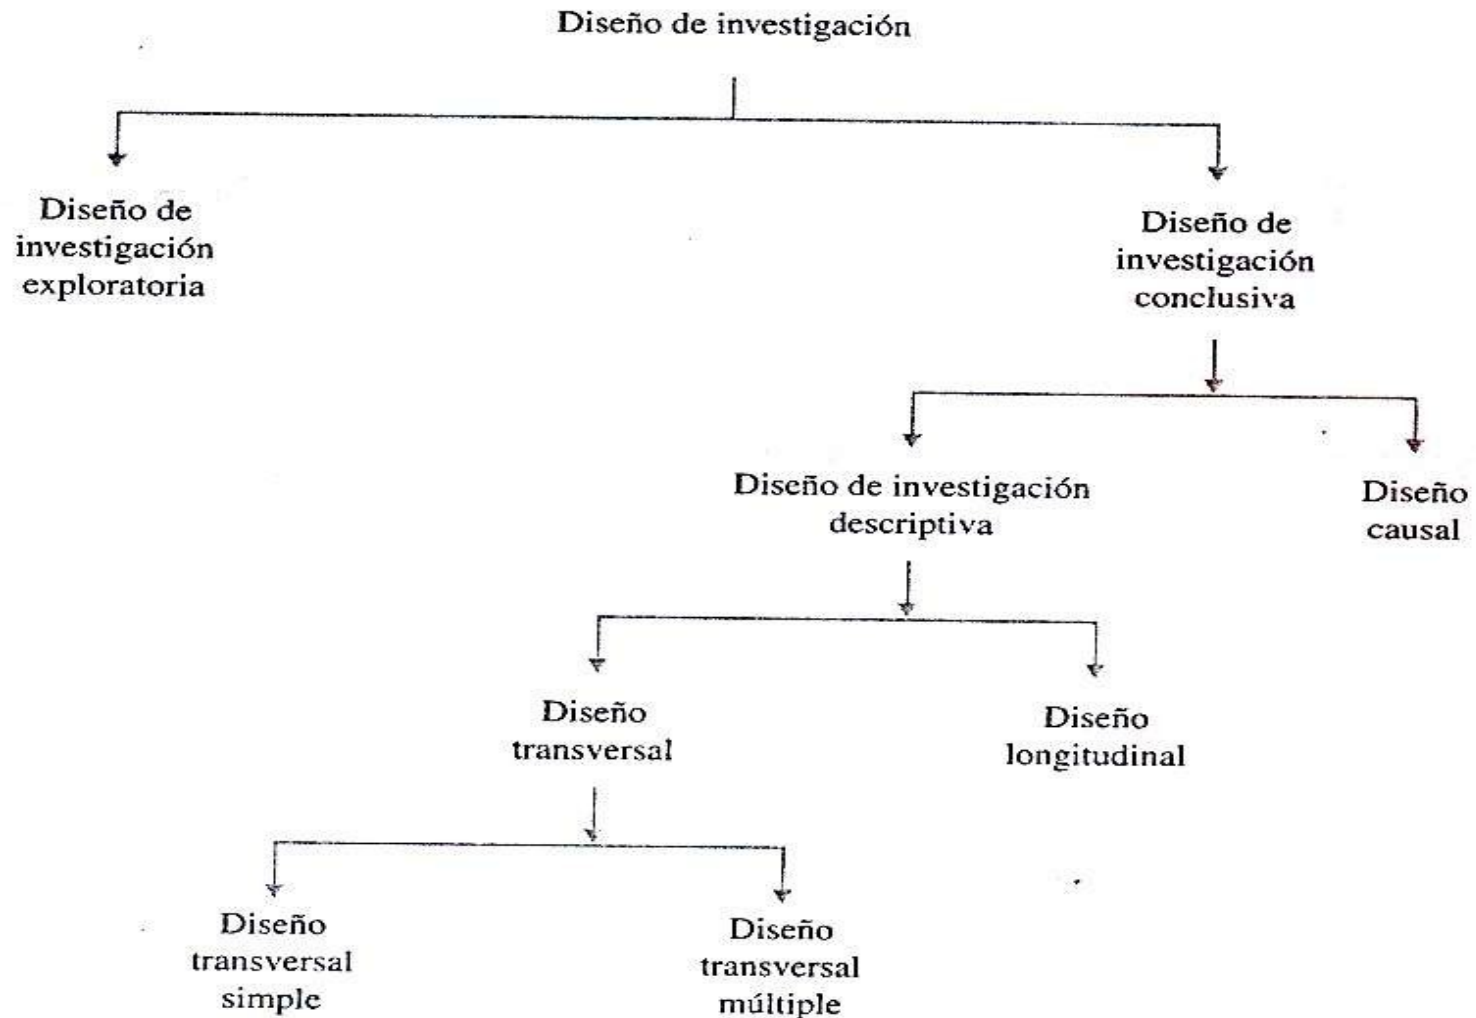 Diseño de investigación
Diseño de
investigación
exploratoria
Diseño de
investigación
conclusiva
Diseño de investigación
descriptiva
Diseño
causal
Diseño
transversal
Diseño
longitudinal
Diseño
transversal
simple
Diseño
transversal
múltiple